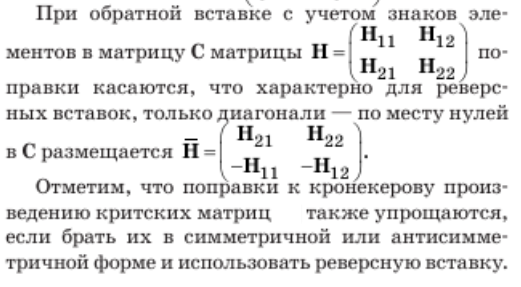 При обратной вставке с учетом знаков эле-
ментов в матрицу C матрицы H = (H11 H12
H21 H22) по-
правки касаются, что характерно для реверс-
ных вставок, только диагонали — по месту нулей
в C размещается H̅ = (H21 H22
−H11 −H12).
Отметим, что поправки к кронекерову произ-
ведению критских матриц также упрощаются,
если брать их в симметричной или антисимме-
тричной форме и использовать реверсную вставку.